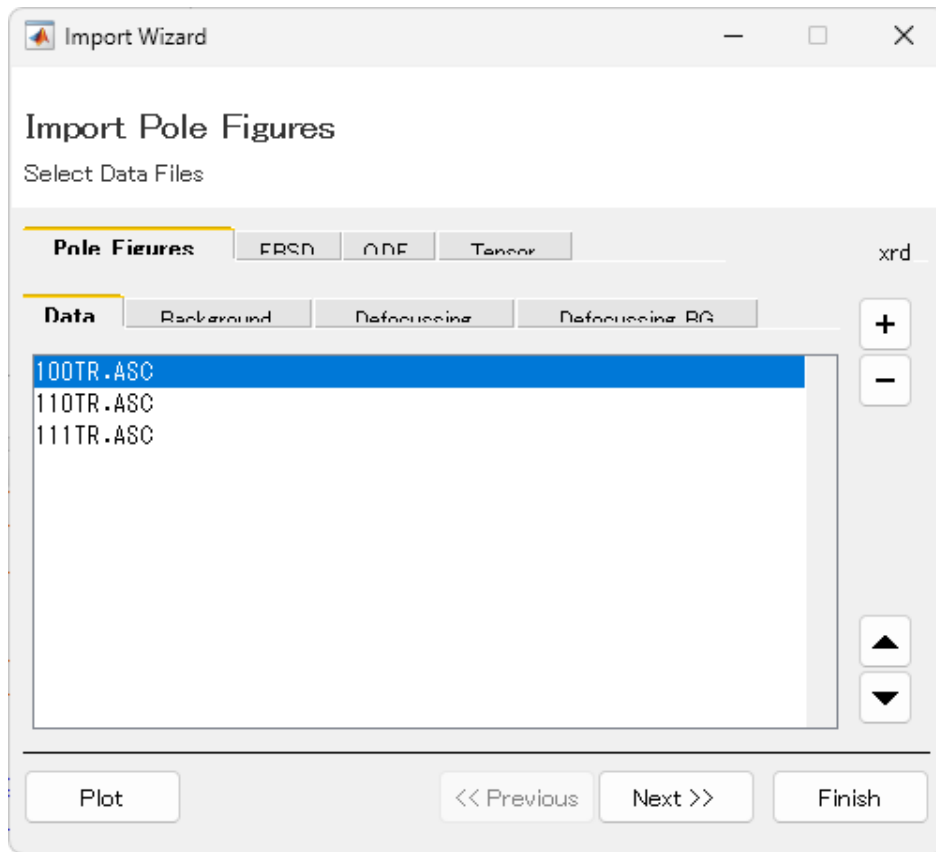 Import Wizard
Import Pole Figures
Select Data Files
Pole Figures EBSD ODF Tensor xrd
Data Background Defocussing Defocussing BG
+
100TR.ASC
−
110TR.ASC
111TR.ASC
Plot << Previous Next >> Finish